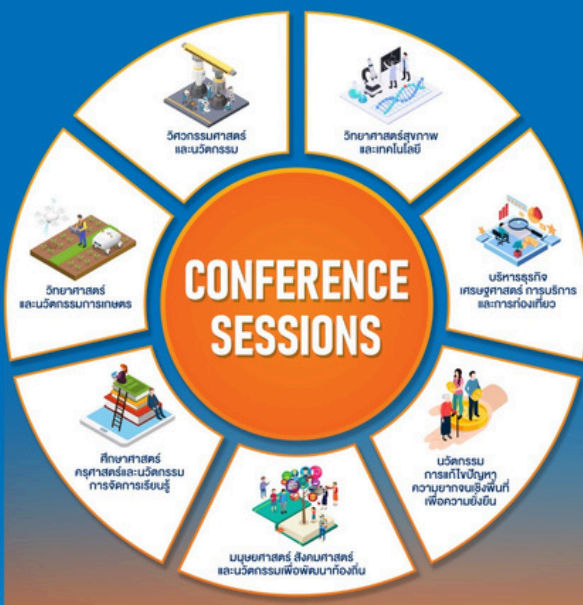 CONFERENCE
SESSIONS
วิศวกรรมศาสตร์
และนวัตกรรม
วิทยาศาสตร์สุขภาพ
และเทคโนโลยี
บริหารธุรกิจ
เศรษฐศาสตร์ การบริการ
และการท่องเที่ยว
นวัตกรรม
การแก้ไขปัญหา
ความยากจนเชิงพื้นที่
เพื่อความยั่งยืน
มนุษยศาสตร์ สังคมศาสตร์
และนวัตกรรมเพื่อพัฒนาท้องถิ่น
ศึกษาศาสตร์
ครุศาสตร์และนวัตกรรม
การจัดการเรียนรู้
วิทยาศาสตร์
และนวัตกรรมการเกษตร